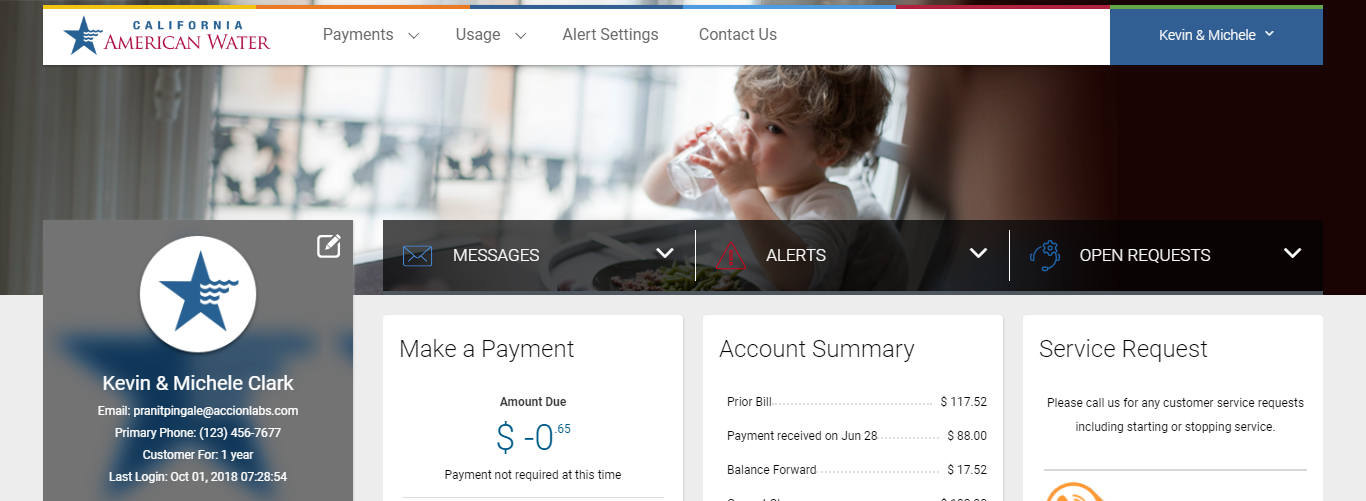 CALIFORNIA
AMERICAN WATER
Payments
Usage
Alert Settings
Contact Us
Kevin & Michele
MESSAGES
ALERTS
OPEN REQUESTS
Kevin & Michele Clark
Email: pranitpingale@accionlabs.com
Primary Phone: (123) 456-7677
Customer For: 1 year
Last Login: Oct 01, 2018 07:28:54
Make a Payment
Amount Due
$ -0.65
Payment not required at this time
Account Summary
Prior Bill $ 117.52
Payment received on Jun 28 $ 88.00
Balance Forward $ 17.52
Service Request
Please call us for any customer service requests
including starting or stopping service.